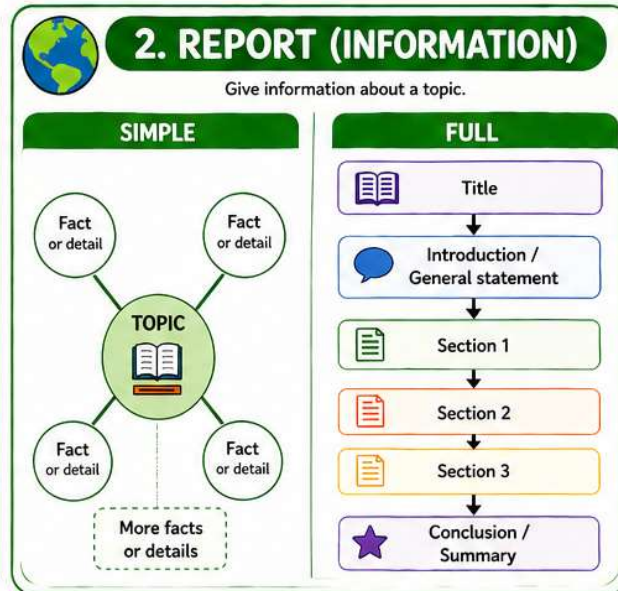 2. REPORT (INFORMATION)
Give information about a topic.
SIMPLE
Fact
or detail
Fact
or detail
TOPIC
Fact
or detail
Fact
or detail
More facts
or details
FULL
Title
Introduction /
General statement
Section 1
Section 2
Section 3
Conclusion /
Summary